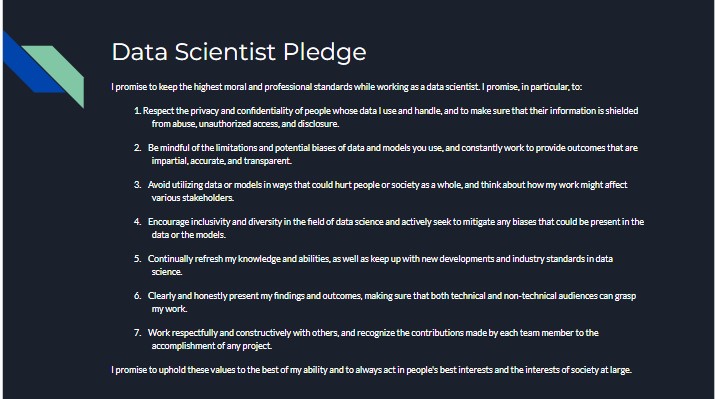 Data Scientist Pledge
I promise to keep the highest moral and professional standards while working as a data scientist. I promise, in particular, to:
1. Respect the privacy and confidentiality of people whose data I use and handle, and to make sure that their information is shielded
from abuse, unauthorized access, and disclosure.
2. Be mindful of the limitations and potential biases of data and models you use, and constantly work to provide outcomes that are
impartial, accurate, and transparent.
3. Avoid utilizing data or models in ways that could hurt people or society as a whole, and think about how my work might affect
various stakeholders.
4. Encourage inclusivity and diversity in the field of data science and actively seek to mitigate any biases that could be present in the
data or the models.
5. Continually refresh my knowledge and abilities, as well as keep up with new developments and industry standards in data
science.
6. Clearly and honestly present my findings and outcomes, making sure that both technical and non-technical audiences can grasp
my work.
7. Work respectfully and constructively with others, and recognize the contributions made by each team member to the
accomplishment of any project.
I promise to uphold these values to the best of my ability and to always act in people's best interests and the interests of society at large.